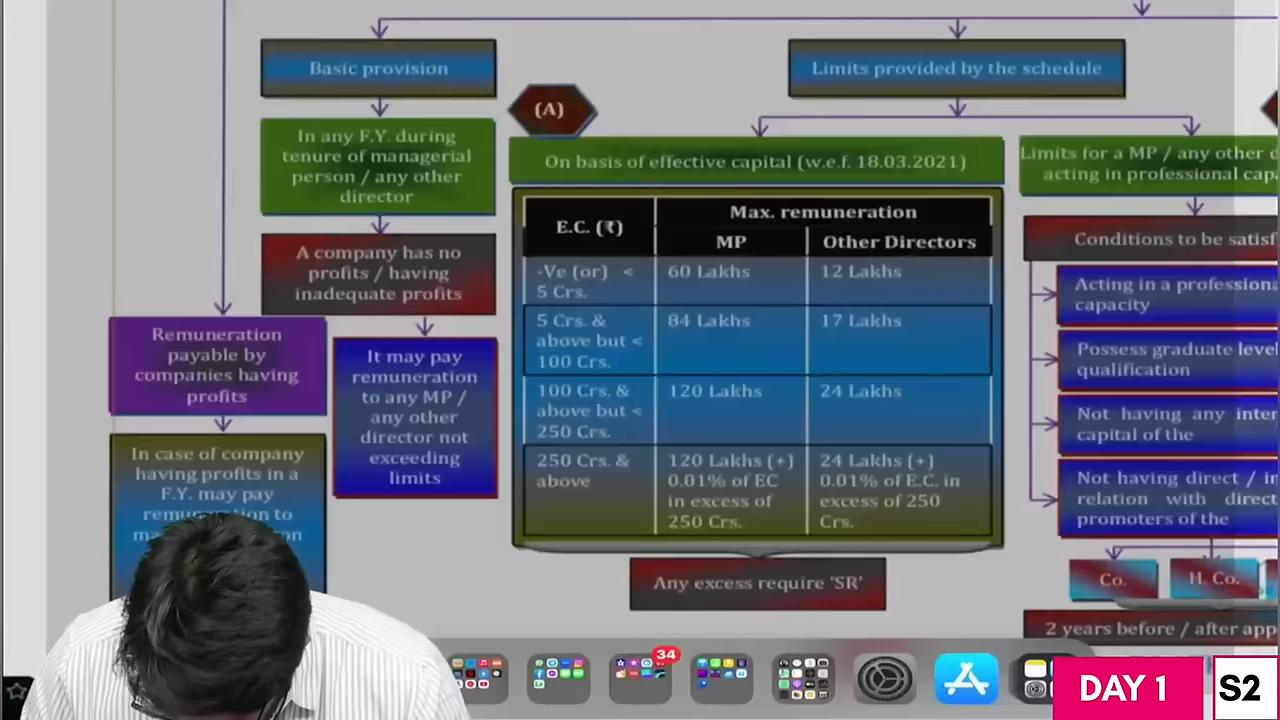 Basic provision
In any F.Y. during
tenure of managerial
person / any other
director
A company has no
profits / having
inadequate profits
It may pay
remuneration
to any MP /
any other
director not
exceeding
limits
Remuneration
payable by
companies having
profits
In case of company
having profits in a
F.Y. may pay
Limits provided by the schedule
(A)
On basis of effective capital (w.e.f. 18.03.2021)
E.C. (₹)
Max. remuneration
MP
Other Directors
-Ve (or) <
5 Crs.
60 Lakhs
12 Lakhs
5 Crs. &
above but <
100 Crs.
84 Lakhs
17 Lakhs
100 Crs. &
above but <
250 Crs.
120 Lakhs
24 Lakhs
250 Crs. &
above
120 Lakhs (+)
0.01% of EC
in excess of
250 Crs.
24 Lakhs (+)
0.01% of E.C. in
excess of 250
Crs.
Any excess require 'SR'
Limits for a MP / any other
acting in professional
Conditions to be
Acting in a
capacity
Possess graduate
qualification
Not having any
capital of the
Not having direct /
relation with
promoters of the
Co.
H. Co.
2 years before / after
34
DAY 1
S2